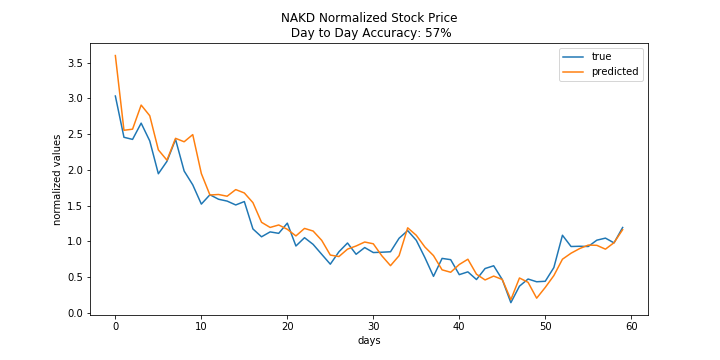 NAKD Normalized Stock Price
Day to Day Accuracy: 57%
true
predicted
normalized values
3.5
3.0
2.5
2.0
1.5
1.0
0.5
0.0
0 10 20 30 40 50 60
days